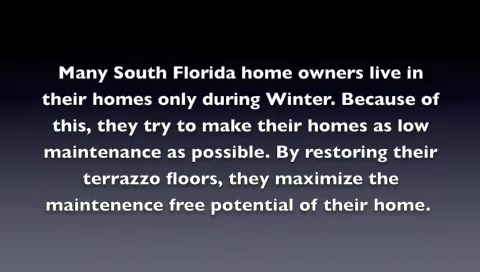 Many South Florida home owners live in
their homes only during Winter. Because of
this, they try to make their homes as low
maintenance as possible. By restoring their
terrazzo floors, they maximize the
maintenence free potential of their home.